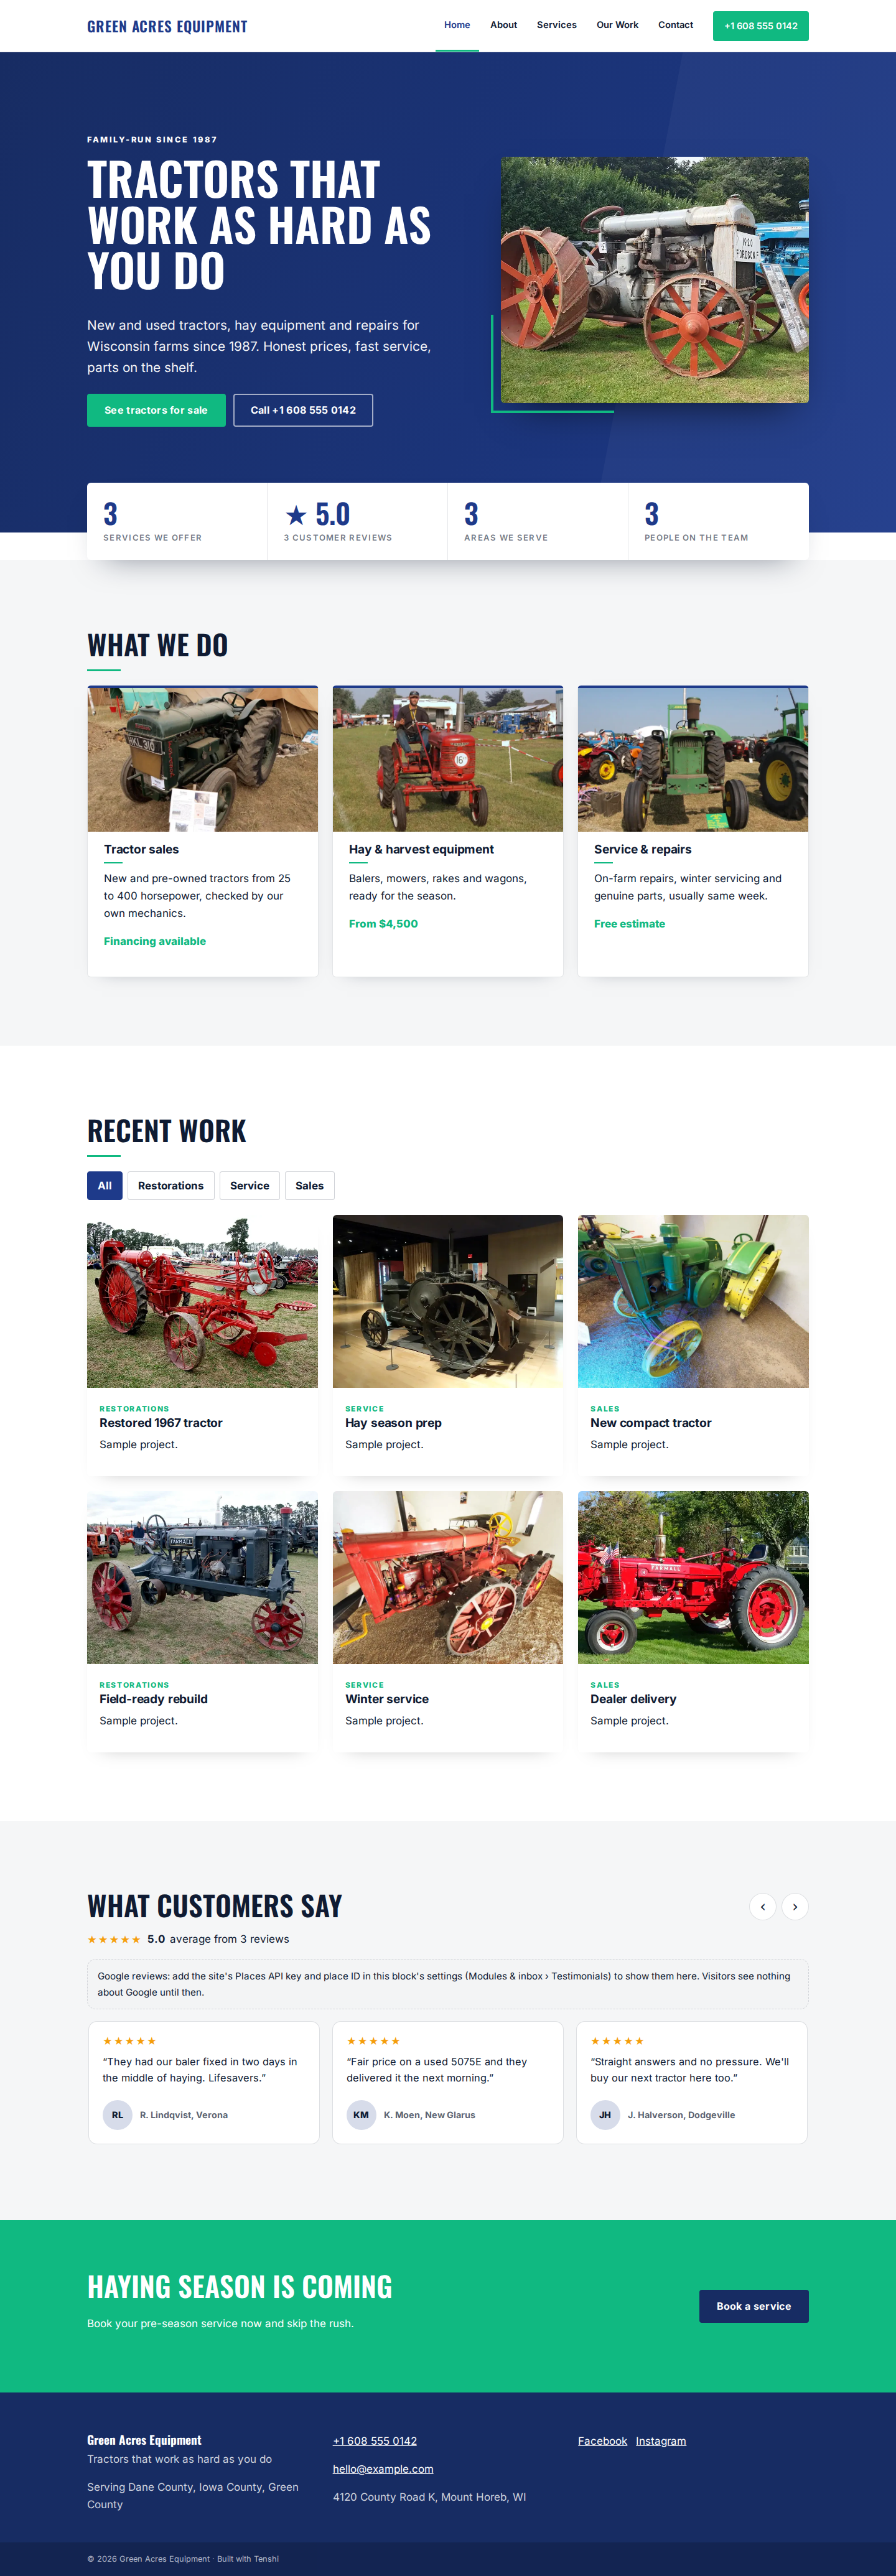 GREEN ACRES EQUIPMENT
Home About Services Our Work Contact +1 608 555 0142
FAMILY-RUN SINCE 1987
TRACTORS THAT
WORK AS HARD AS
YOU DO
New and used tractors, hay equipment and repairs for
Wisconsin farms since 1987. Honest prices, fast service,
parts on the shelf.
See tractors for sale Call +1 608 555 0142
1920
FORDSON F
3 ★ 5.0 3 3
SERVICES WE OFFER 3 CUSTOMER REVIEWS AREAS WE SERVE PEOPLE ON THE TEAM
WHAT WE DO
HKL 310
Tractor sales Hay & harvest equipment Service & repairs
New and pre-owned tractors from 25 Balers, mowers, rakes and wagons, On-farm repairs, winter servicing and
to 400 horsepower, checked by our ready for the season. genuine parts, usually same week.
own mechanics.
From $4,500 Free estimate
Financing available
RECENT WORK
All Restorations Service Sales
RESTORATIONS SERVICE SALES
Restored 1967 tractor Hay season prep New compact tractor
Sample project. Sample project. Sample project.
FARMALL FARMALL
RESTORATIONS SERVICE SALES
Field-ready rebuild Winter service Dealer delivery
Sample project. Sample project. Sample project.
WHAT CUSTOMERS SAY
‹ ›
★★★★★ 5.0 average from 3 reviews
Google reviews: add the site's Places API key and place ID in this block's settings (Modules & inbox › Testimonials) to show them here. Visitors see nothing
about Google until then.
★★★★★ ★★★★★ ★★★★★
“They had our baler fixed in two days in “Fair price on a used 5075E and they “Straight answers and no pressure. We'll
the middle of haying. Lifesavers.” delivered it the next morning.” buy our next tractor here too.”
RL R. Lindqvist, Verona KM K. Moen, New Glarus JH J. Halverson, Dodgeville
HAYING SEASON IS COMING
Book your pre-season service now and skip the rush.
Book a service
Green Acres Equipment +1 608 555 0142 Facebook Instagram
Tractors that work as hard as you do
hello@example.com
Serving Dane County, Iowa County, Green
County
4120 County Road K, Mount Horeb, WI
© 2026 Green Acres Equipment · Built with Tenshi